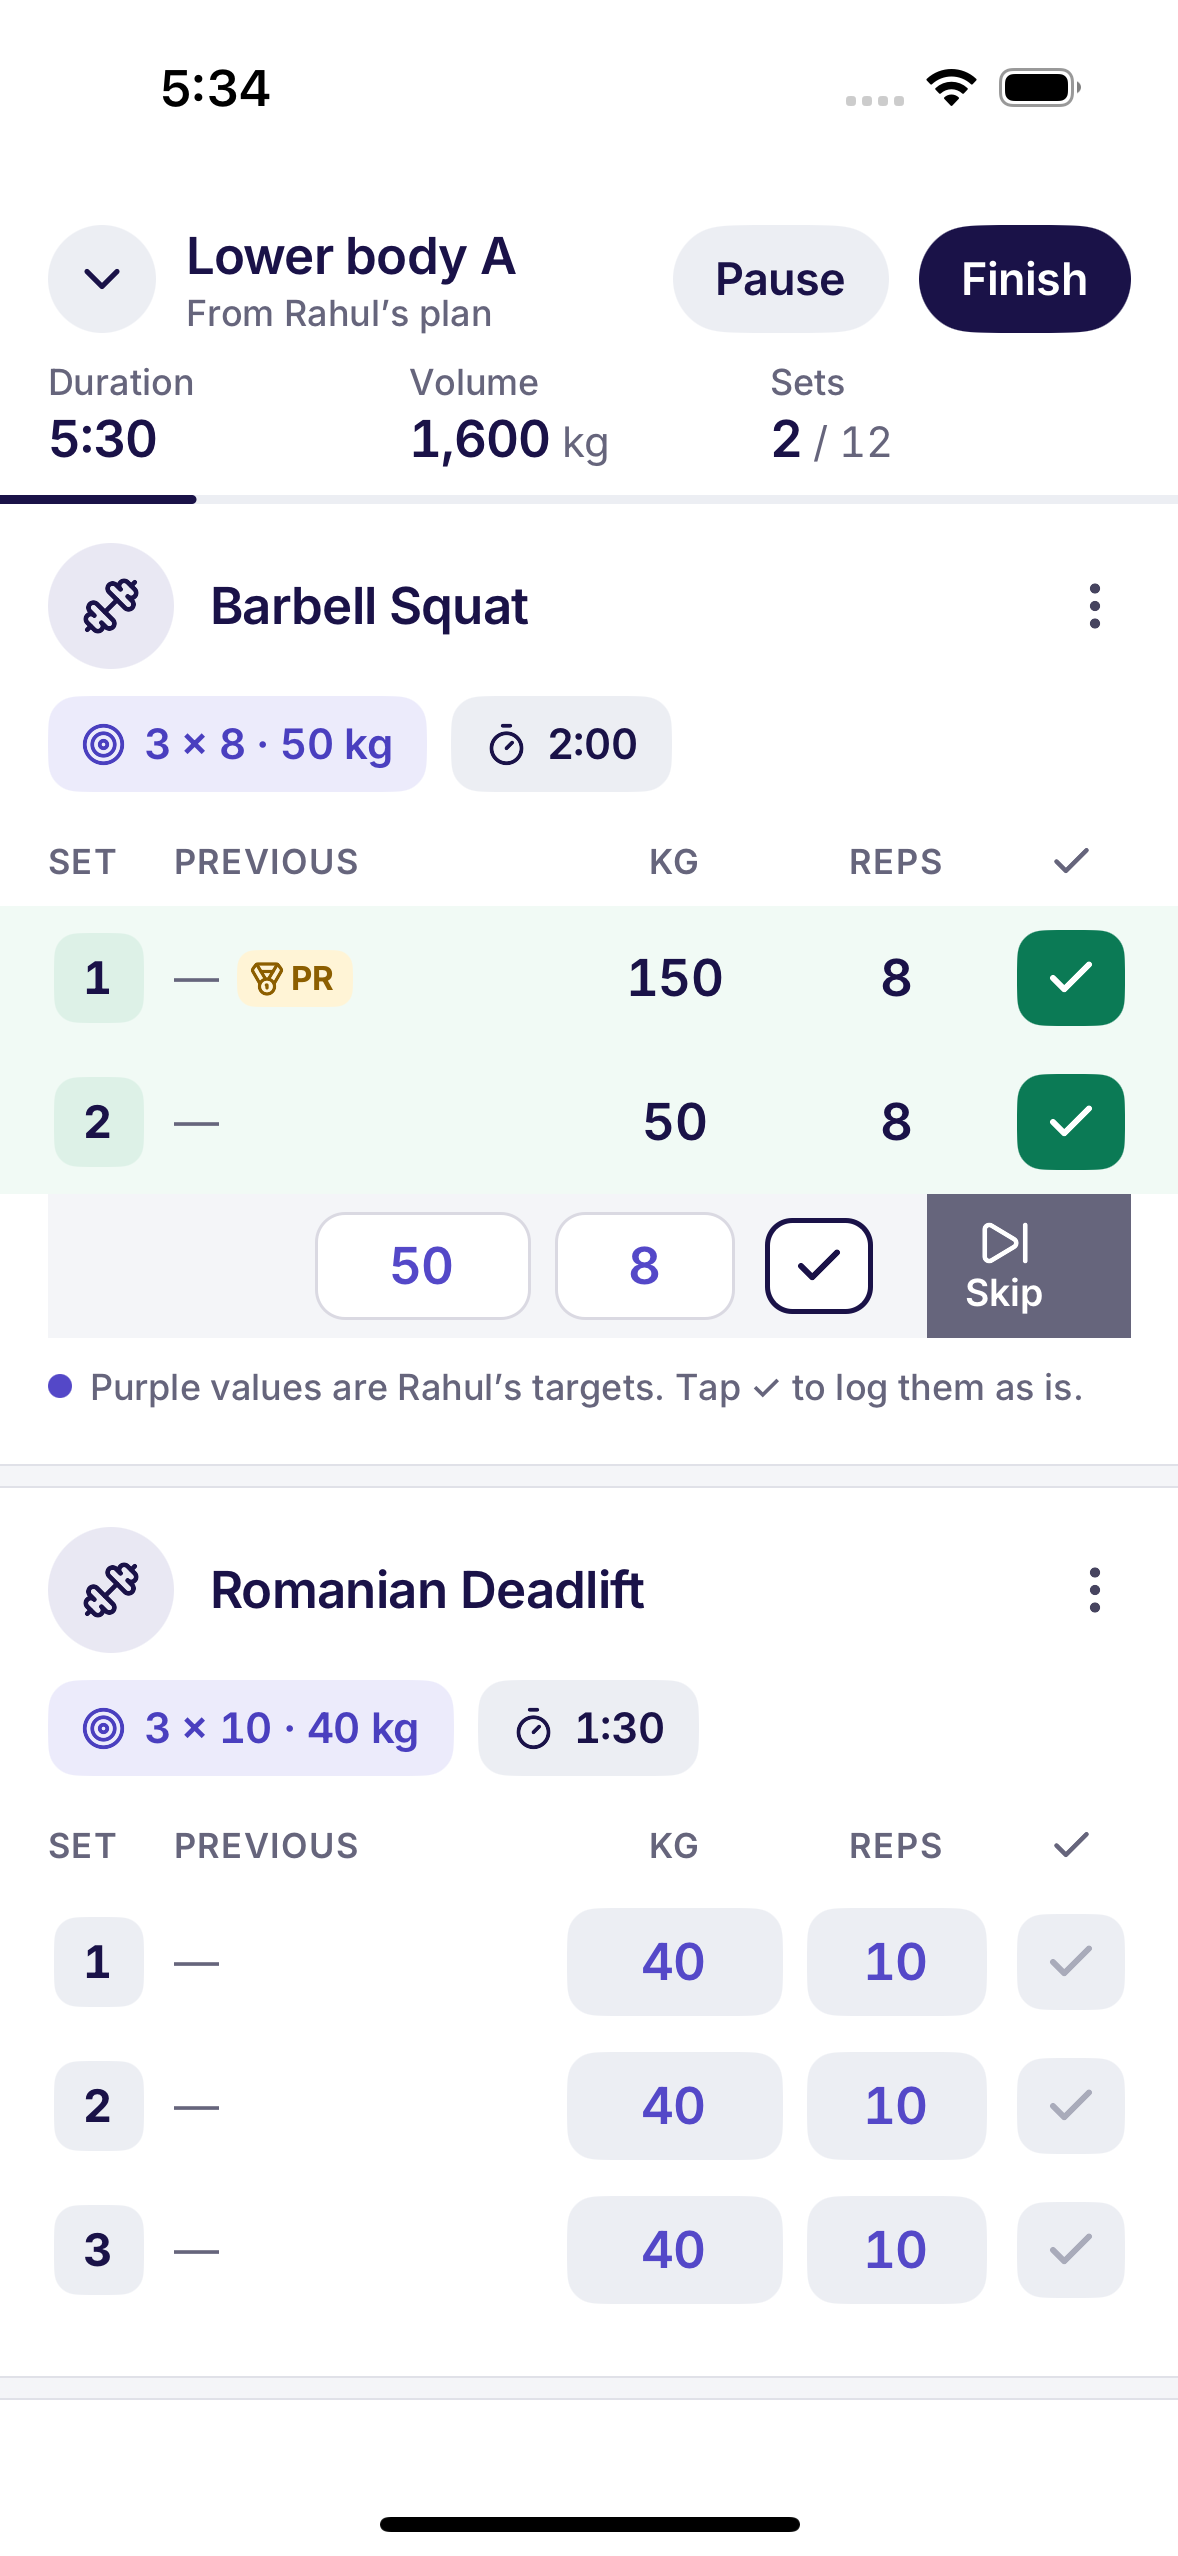 5:34
Lower body A
From Rahul’s plan
Pause
Finish
Duration
Volume
Sets
5:30
1,600 kg
2 / 12
Barbell Squat
3 × 8 · 50 kg
2:00
SET PREVIOUS KG REPS ✓
1 — PR 150 8 ✓
2 — 50 8 ✓
50 8 ✓ Skip
Purple values are Rahul’s targets. Tap ✓ to log them as is.
Romanian Deadlift
3 × 10 · 40 kg
1:30
SET PREVIOUS KG REPS ✓
1 — 40 10 ✓
2 — 40 10 ✓
3 — 40 10 ✓